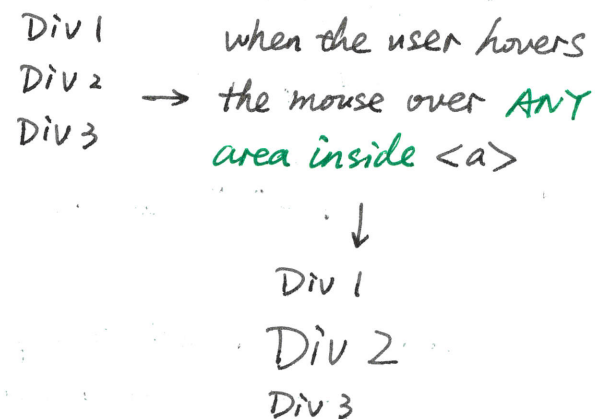 Div 1
Div 2
Div 3
→ when the user hovers
the mouse over ANY
area inside <a>
↓
Div 1
Div 2
Div 3